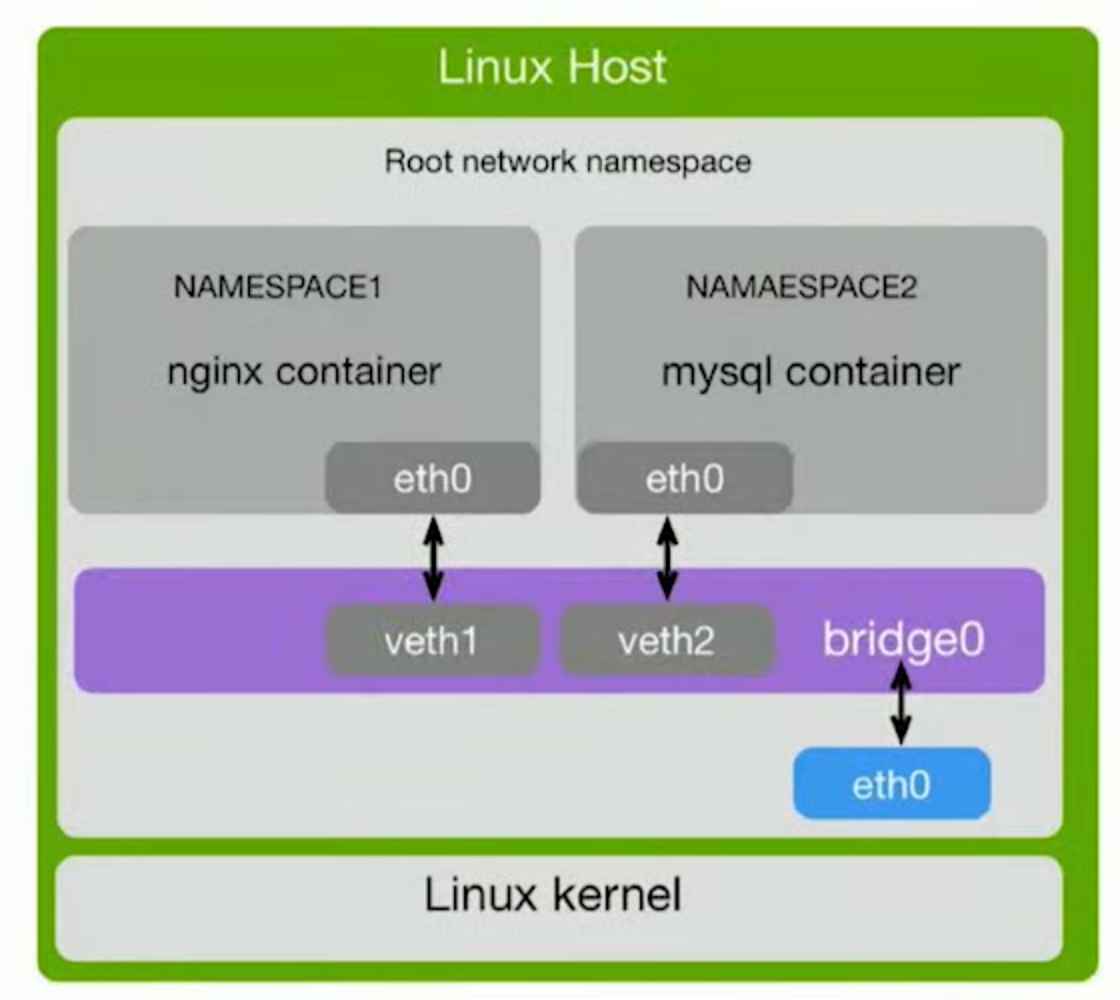 Linux Host
Root network namespace
NAMESPACE1
NAMAESPACE2
nginx container
mysql container
eth0
eth0
veth1
veth2
bridge0
eth0
Linux kernel